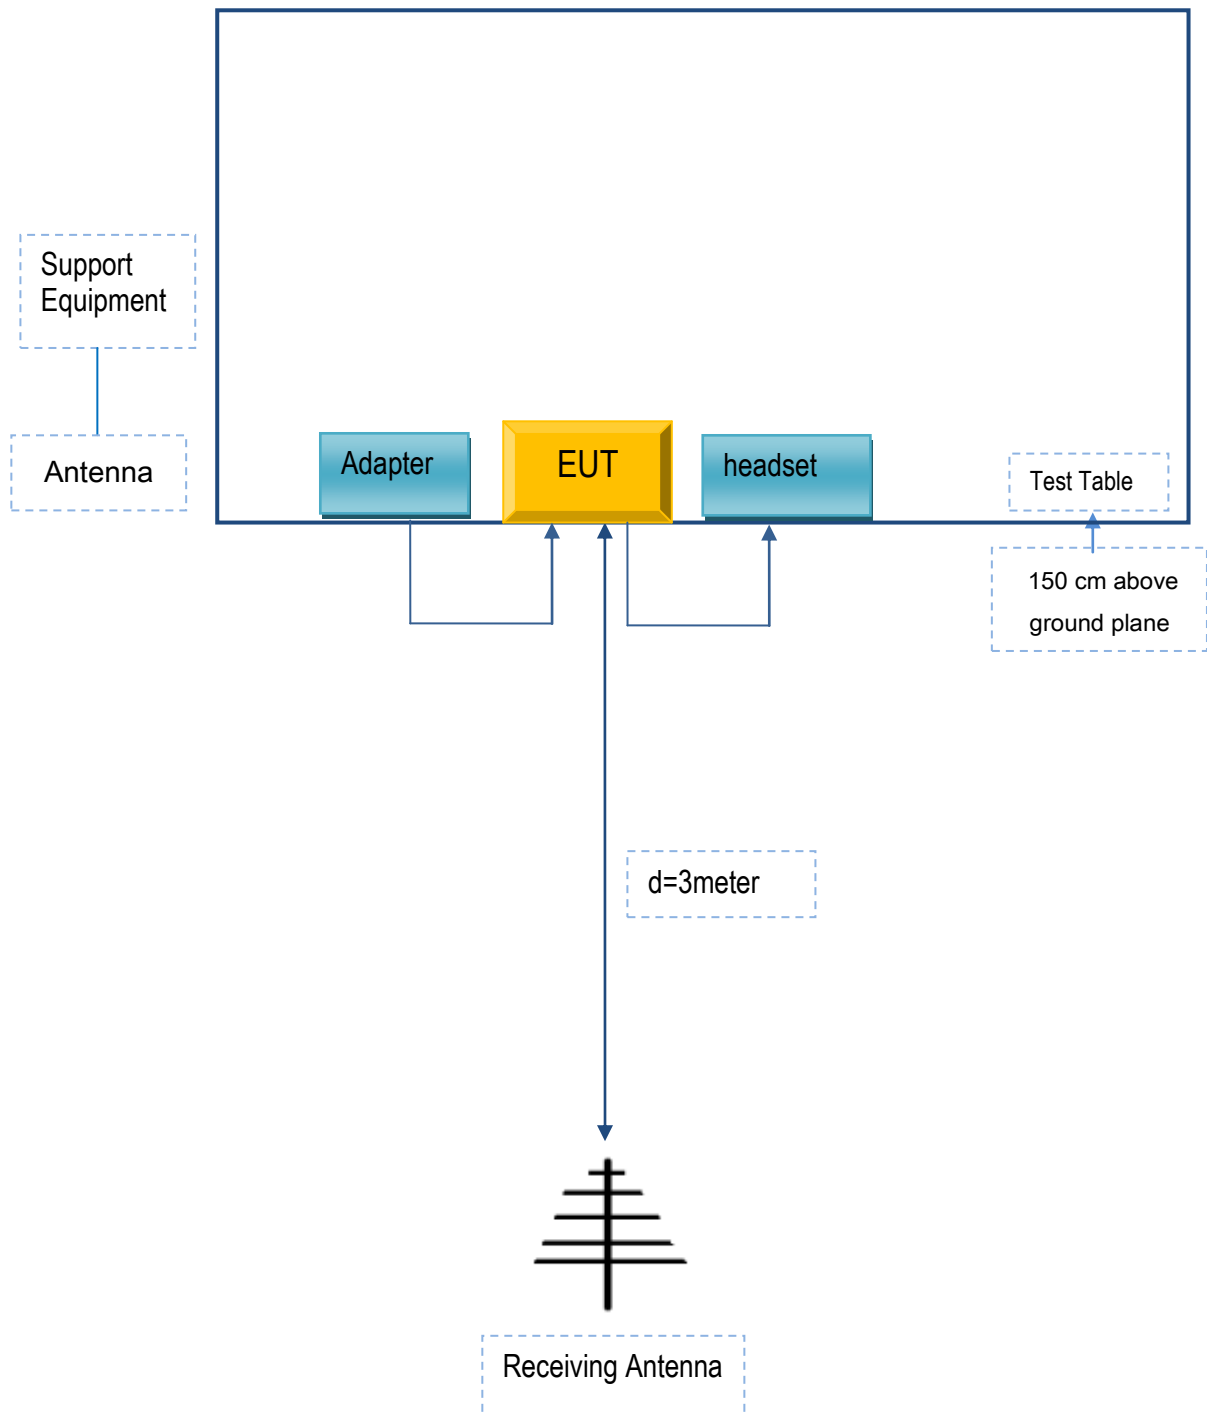 Support
Equipment
Antenna
Adapter
EUT
headset
Test Table
150 cm above
ground plane
d=3meter
Receiving Antenna